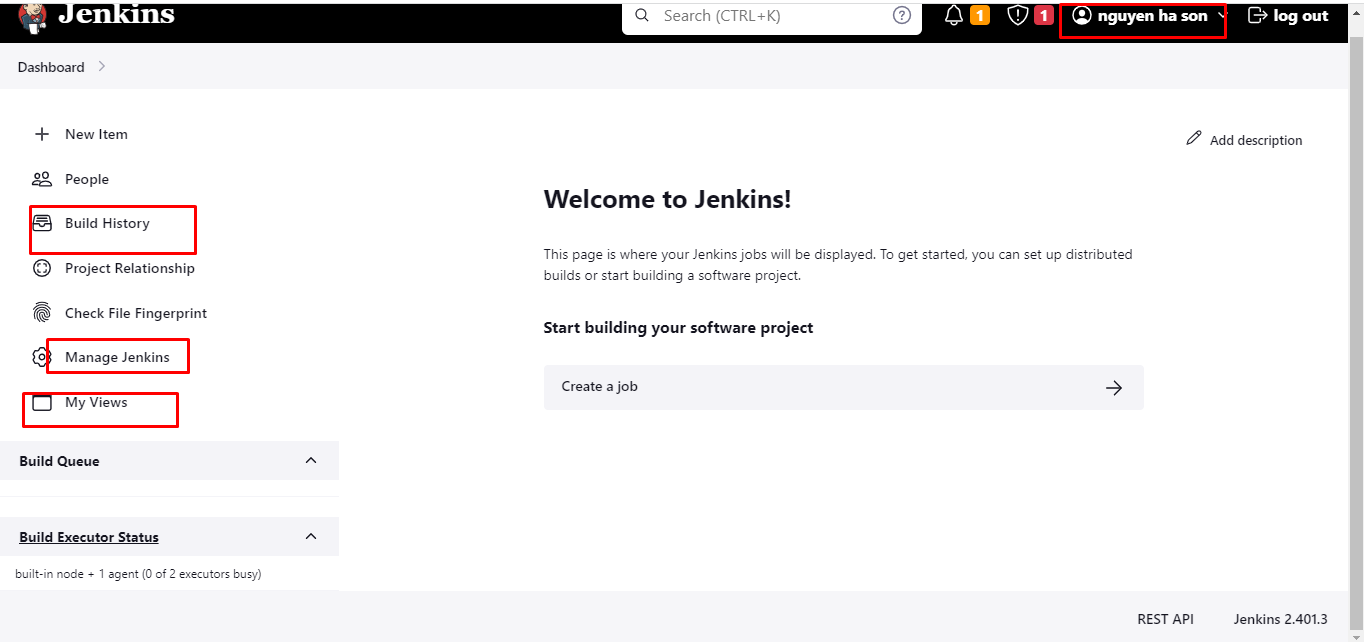 Jenkins
Search (CTRL+K)
1
1
nguyen ha son
log out
Dashboard
New Item
People
Build History
Project Relationship
Check File Fingerprint
Manage Jenkins
My Views
Build Queue
Build Executor Status
built-in node + 1 agent (0 of 2 executors busy)
Add description
Welcome to Jenkins!
This page is where your Jenkins jobs will be displayed. To get started, you can set up distributed
builds or start building a software project.
Start building your software project
Create a job
REST API
Jenkins 2.401.3